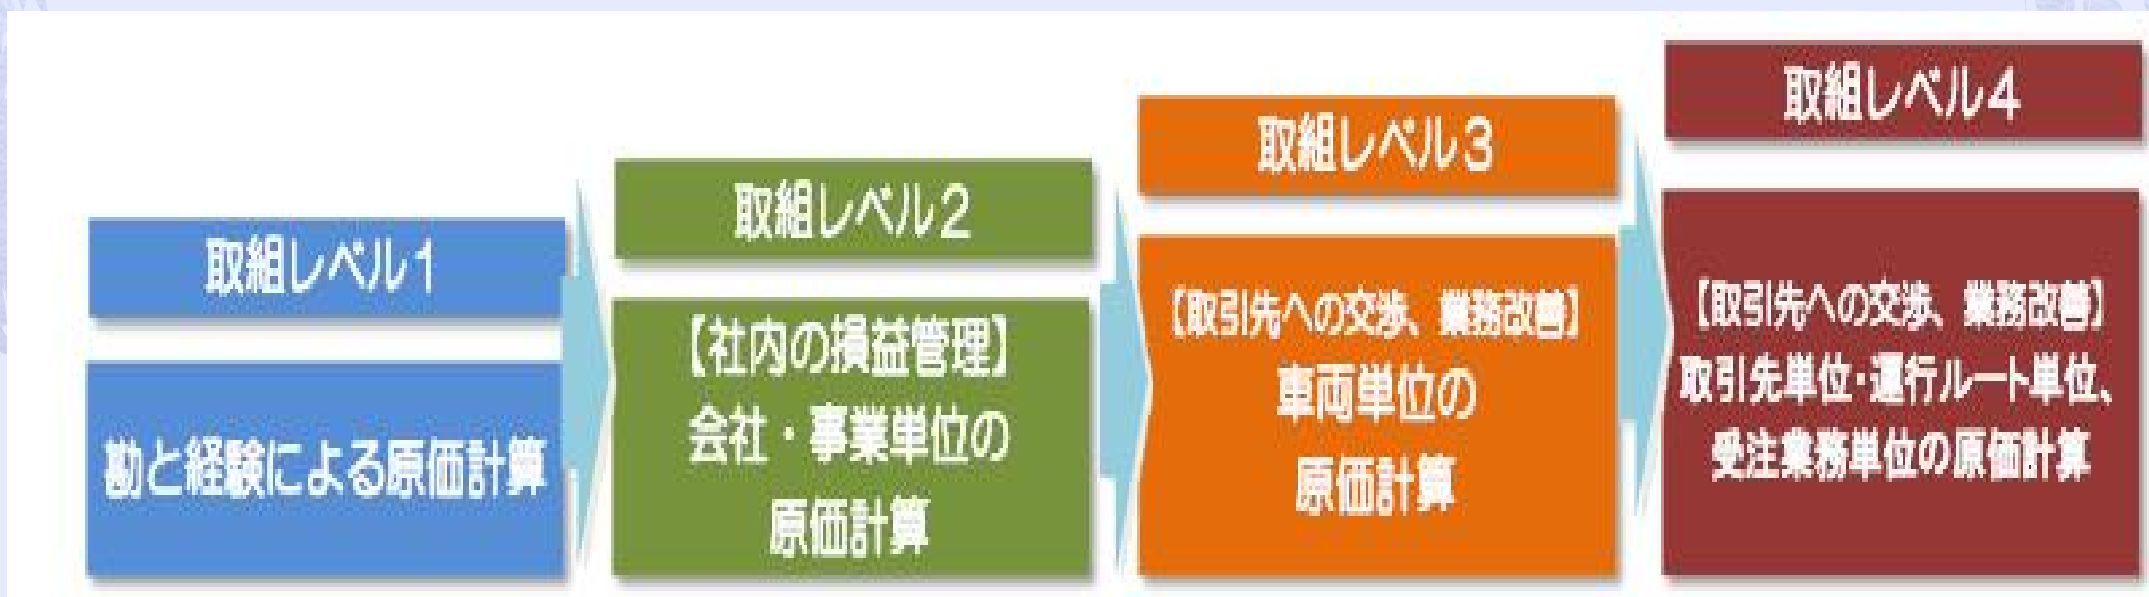 取組レベル1
勘と経験による原価計算
取組レベル2
【社内の損益管理】
会社・事業単位の
原価計算
取組レベル3
【取引先への交渉、業務改善】
車両単位の
原価計算
取組レベル4
【取引先への交渉、業務改善】
取引先単位・運行ルート単位、
受注業務単位の原価計算